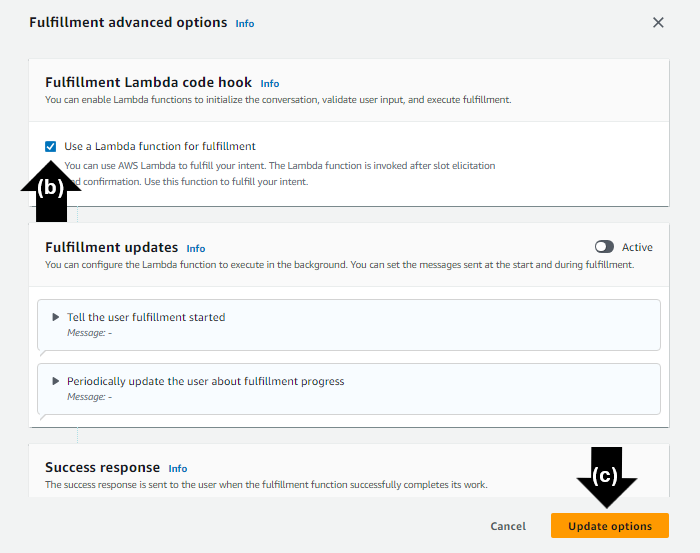 Fulfillment advanced options Info
Fulfillment Lambda code hook Info
You can enable Lambda functions to initialize the conversation, validate user input, and execute fulfillment.
Use a Lambda function for fulfillment
You can use AWS Lambda to fulfill your intent. The Lambda function is invoked after slot elicitation
nd confirmation. Use this function to fulfill your intent.
(b)
Fulfillment updates Info
Active
You can configure the Lambda function to execute in the background. You can set the messages sent at the start and during fulfillment.
Tell the user fulfillment started
Message: -
Periodically update the user about fulfillment progress
Message: -
Success response Info
The success response is sent to the user when the fulfillment function successfully completes its work.
(c)
Cancel
Update options